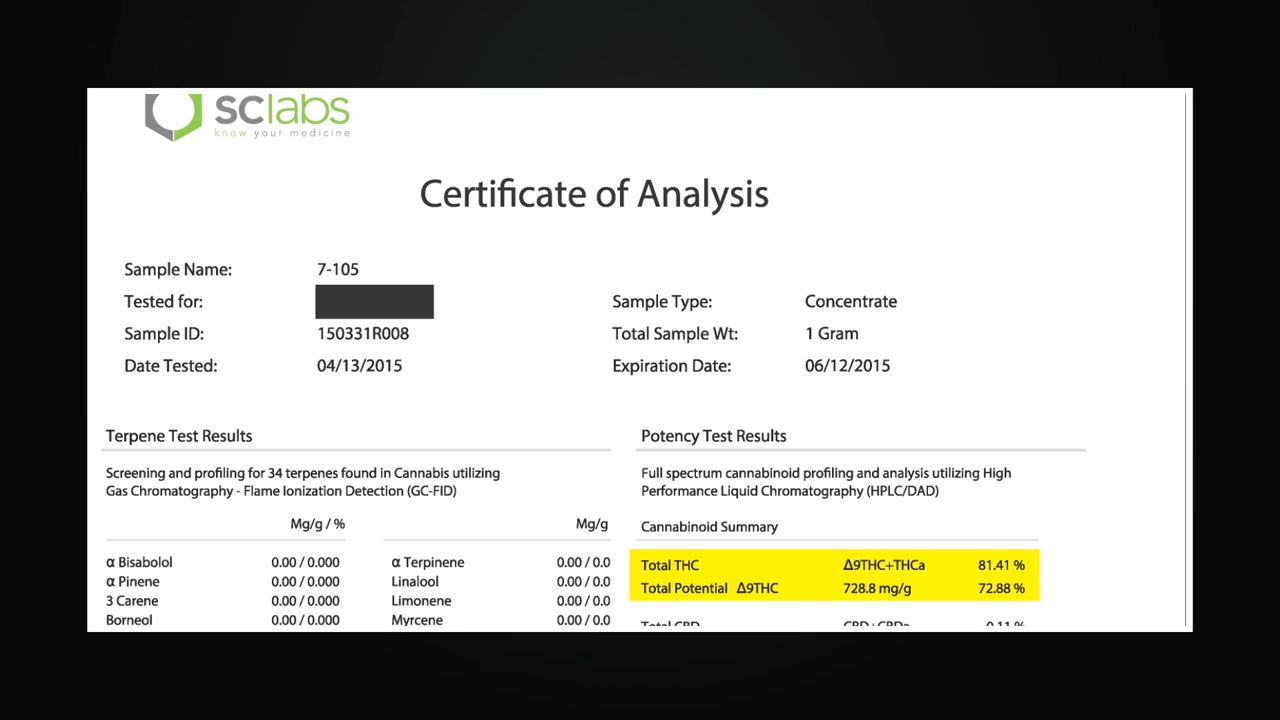 sclabs
know your medicine
Certificate of Analysis
Sample Name: 7-105
Tested for:
Sample ID: 150331R008
Date Tested: 04/13/2015
Sample Type: Concentrate
Total Sample Wt: 1 Gram
Expiration Date: 06/12/2015
Terpene Test Results
Screening and profiling for 34 terpenes found in Cannabis utilizing
Gas Chromatography - Flame Ionization Detection (GC-FID)
Mg/g / %
α Bisabolol 0.00 / 0.000
α Pinene 0.00 / 0.000
3 Carene 0.00 / 0.000
Borneol 0.00 / 0.000
Mg/g
α Terpinene 0.00 / 0.0
Linalool 0.00 / 0.0
Limonene 0.00 / 0.0
Myrcene 0.00 / 0.0
Potency Test Results
Full spectrum cannabinoid profiling and analysis utilizing High
Performance Liquid Chromatography (HPLC/DAD)
Cannabinoid Summary
Total THC Δ9THC+THCa 81.41 %
Total Potential Δ9THC 728.8 mg/g 72.88 %
Total CBD CBD+CBDa 0.11 %